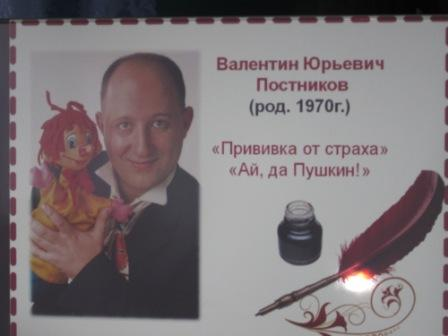 Валентин Юрьевич
Постников
(род. 1970г.)
«Прививка от страха»
«Ай, да Пушкин!»